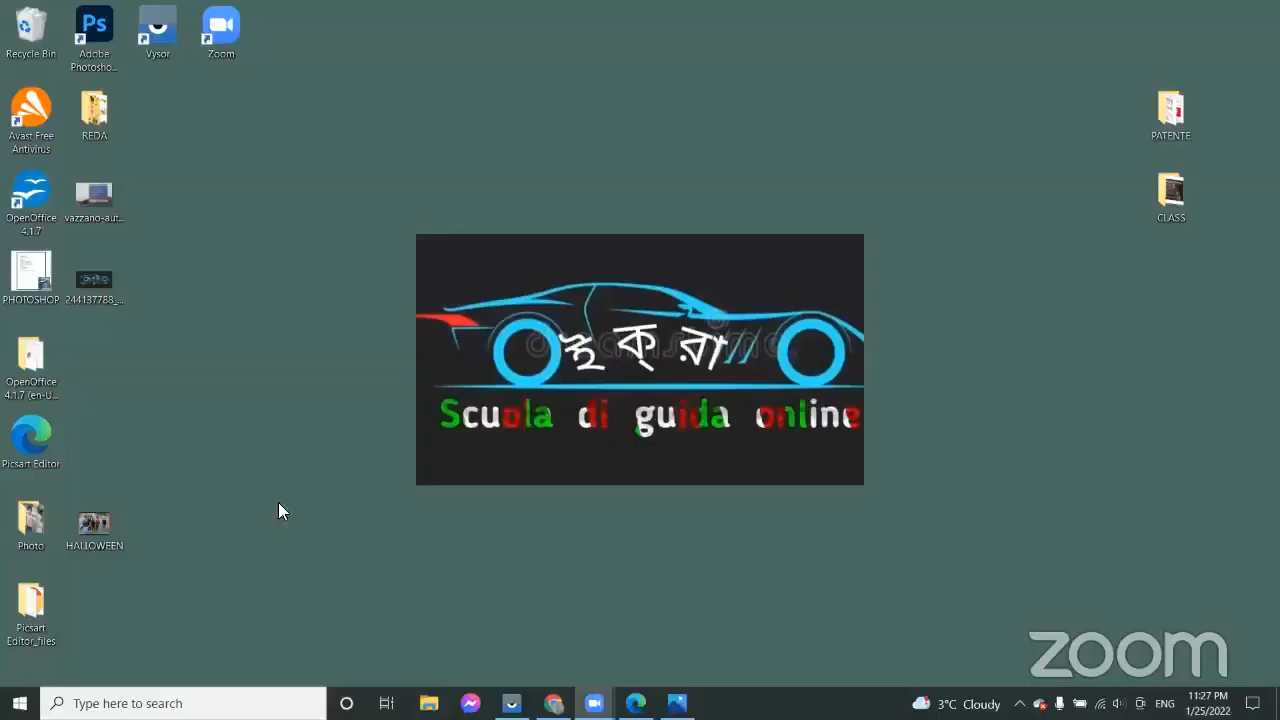 Recycle Bin
Adobe
Photosho...
Vysor
Zoom
Avast Free
Antivirus
REDA
PATENTE
OpenOffice
4.1.7
vazzano-aut...
CLASS
PHOTOSHOP
244137788_...
ই ক্ রা
Scuola di guida online
OpenOffice
4.1.7 (en-U...
Picsart Editor
Photo
HALLOWEEN
Picsart
Editor_files
zoom
Type here to search
3°C Cloudy
ENG
11:27 PM
1/25/2022